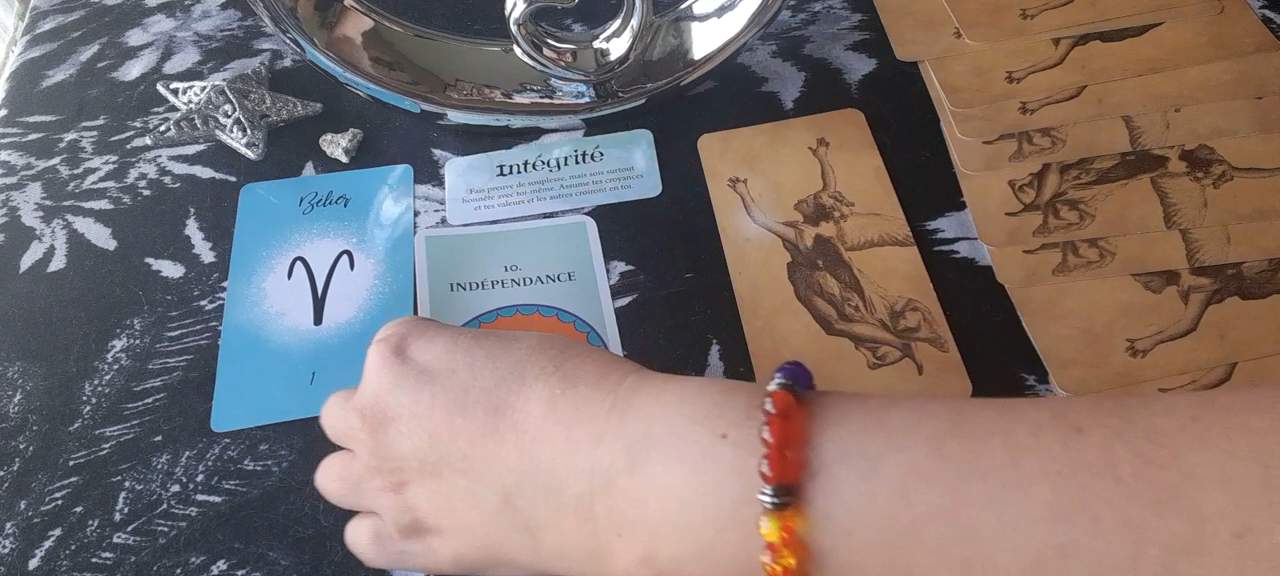 Bélier
1
intégrité
Fais preuve de souplesse, mais sois surtout
honnête avec toi-même. Assume tes croyances
et tes valeurs et les autres croiront en toi.
10.
INDÉPENDANCE